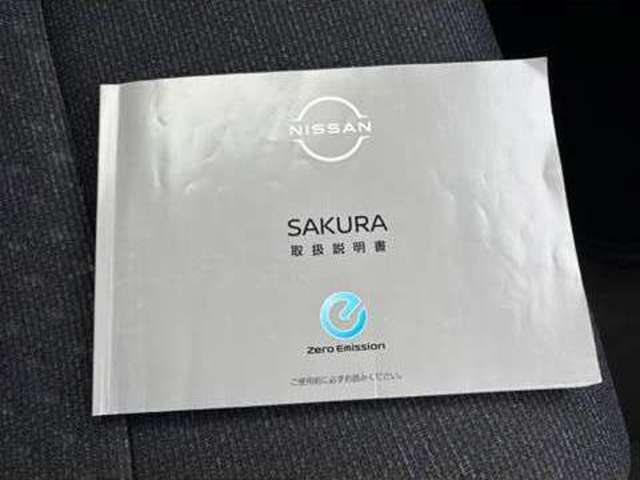 NISSAN
SAKURA
取扱説明書
Zero Emission
ご使用前に必ずお読みください。